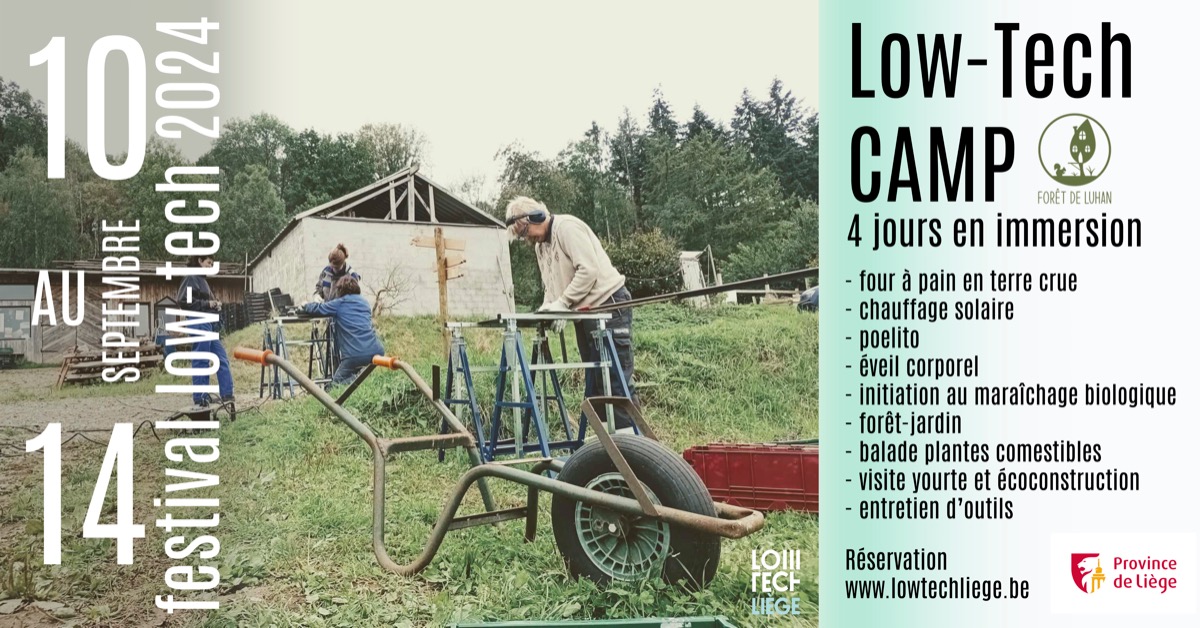 10
AU
SEPTEMBRE
14
festival low-tech 2024
Low-Tech
CAMP
FORÊT DE LUHAN
4 jours en immersion
- four à pain en terre crue
- chauffage solaire
- poelito
- éveil corporel
- initiation au maraîchage biologique
- forêt-jardin
- balade plantes comestibles
- visite yourte et écoconstruction
- entretien d’outils
Réservation
www.lowtechliege.be
LOW
TECH
LIÈGE
Province
de Liège